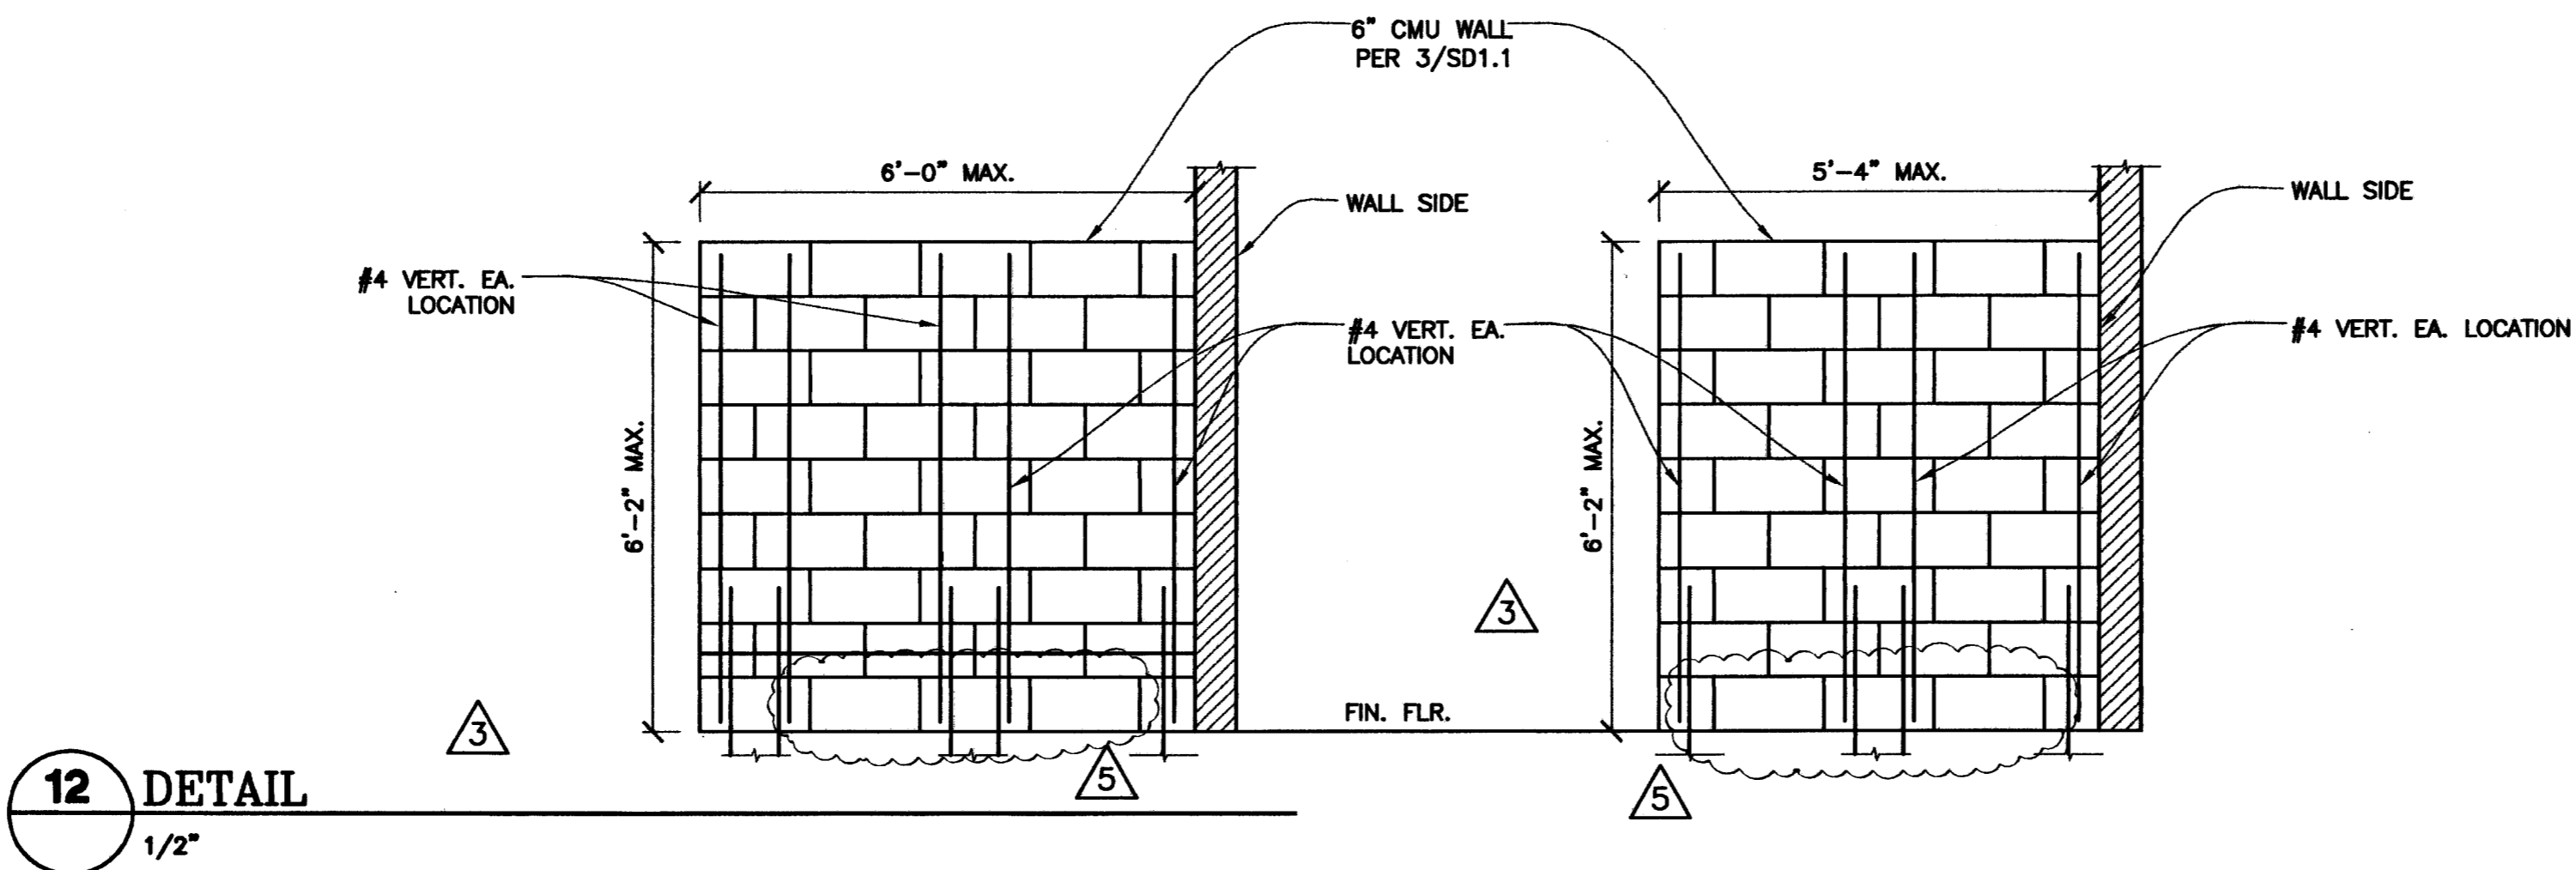 6" CMU WALL
PER 3/SD1.1
6'-0" MAX.
5'-4" MAX.
WALL SIDE
WALL SIDE
#4 VERT. EA.
LOCATION
#4 VERT. EA.
LOCATION
#4 VERT. EA. LOCATION
6'-2" MAX.
6'-2" MAX.
3
3
FIN. FLR.
5
5
12 DETAIL
1/2"